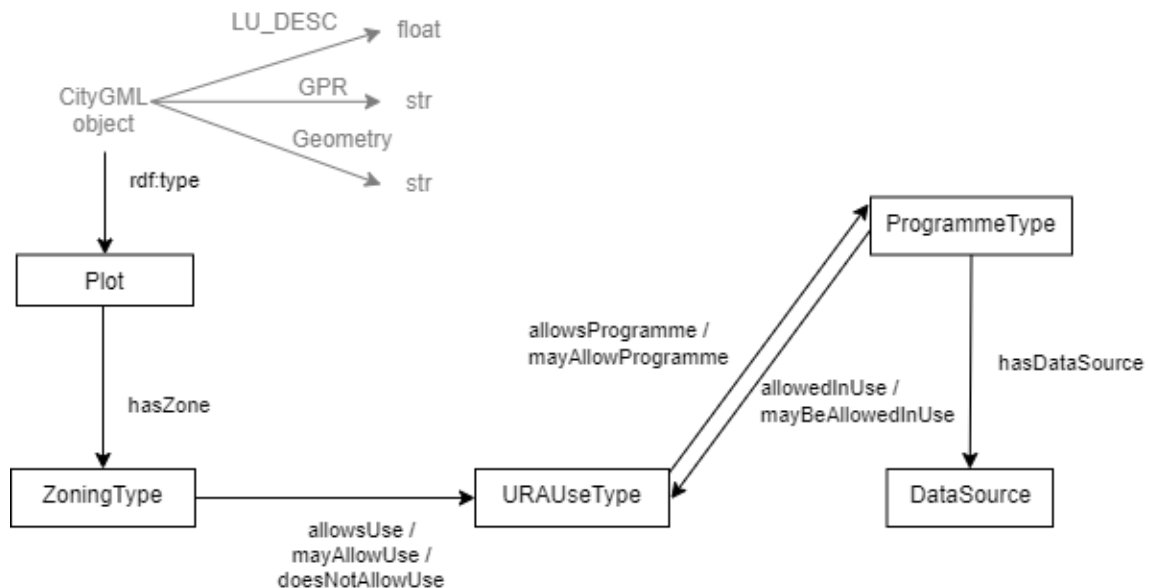 LU_DESC
float
CityGML
object
GPR
str
Geometry
str
rdf:type
ProgrammeType
Plot
allowsProgramme /
mayAllowProgramme
hasDataSource
allowedInUse /
mayBeAllowedInUse
hasZone
ZoningType
URAUseType
DataSource
allowsUse /
mayAllowUse /
doesNotAllowUse